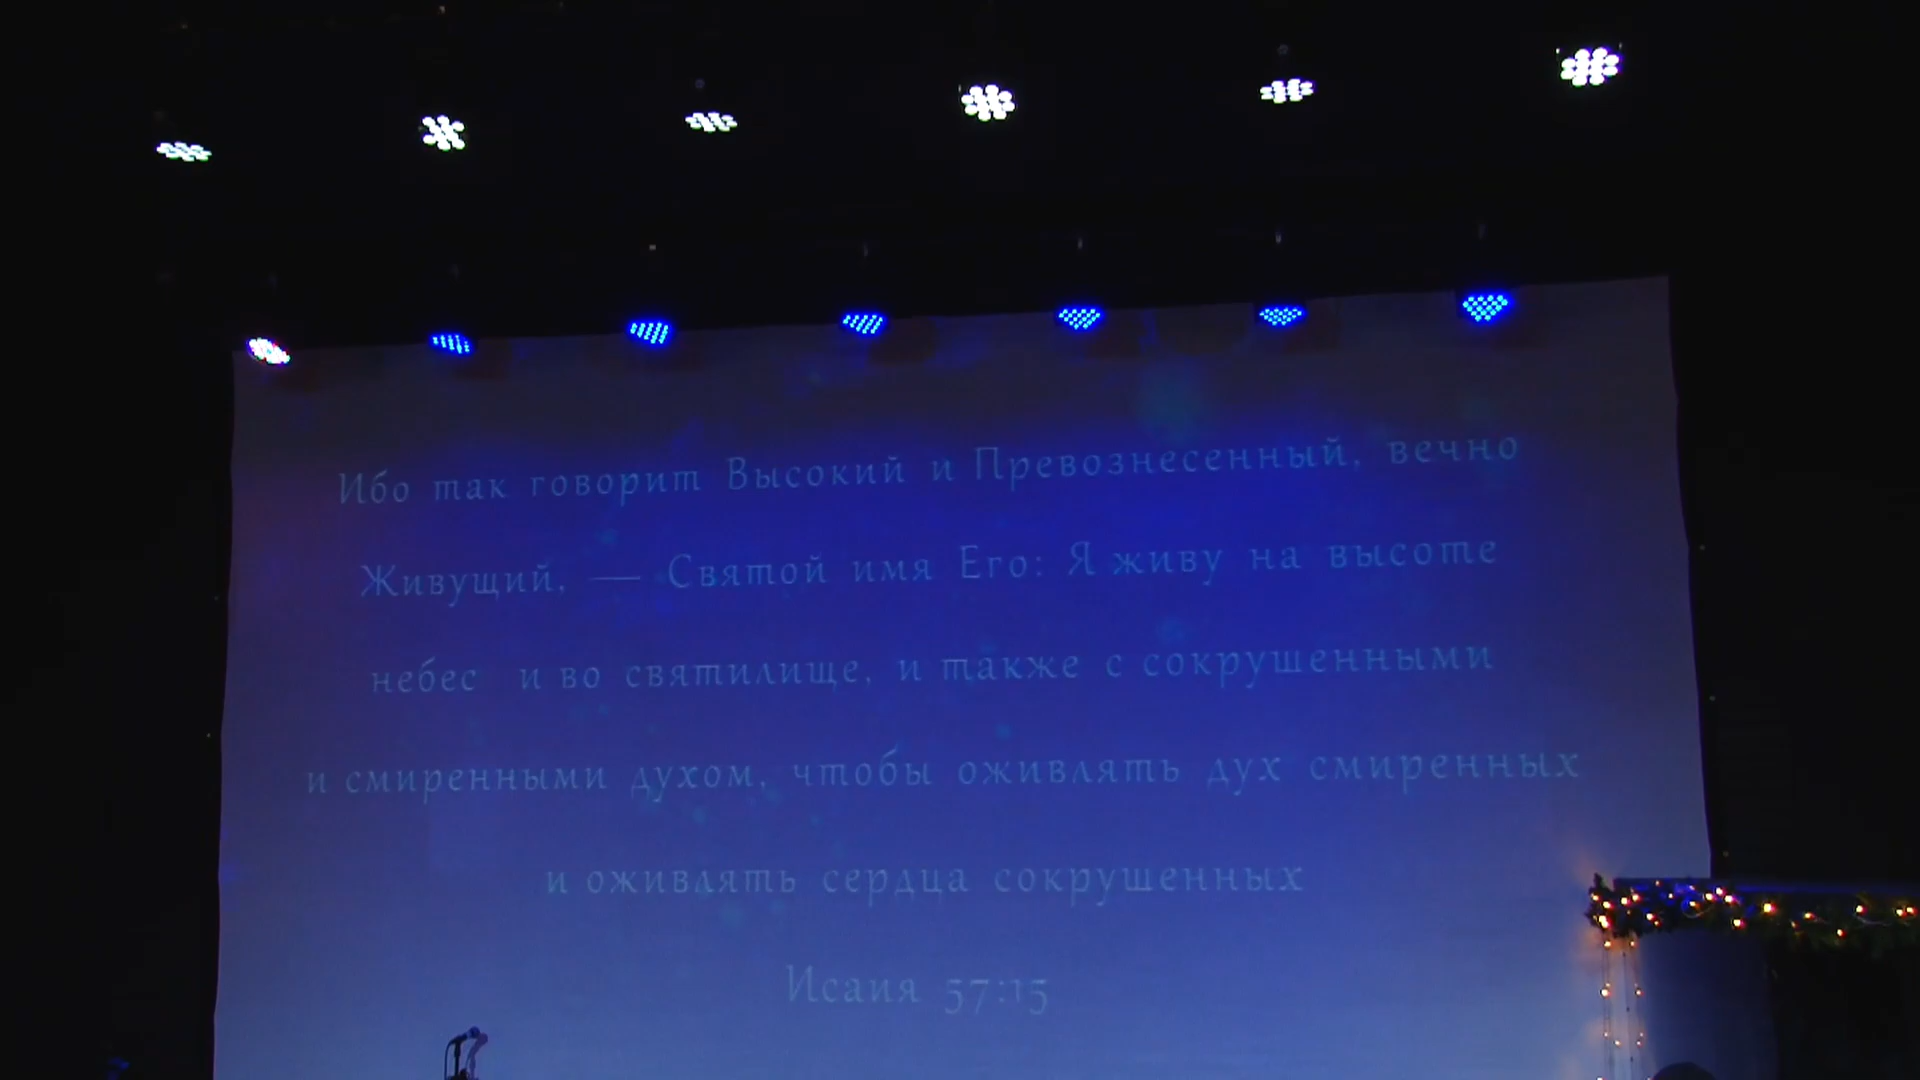 Ибо так говорит Высокий и Превознесенный, вечно
Живущий, — Святой имя Его: Я живу на высоте
небес и во святилище, и также с сокрушенными
и смиренными духом, чтобы оживлять дух смиренных
и оживлять сердца сокрушенных
Исаия 57:15